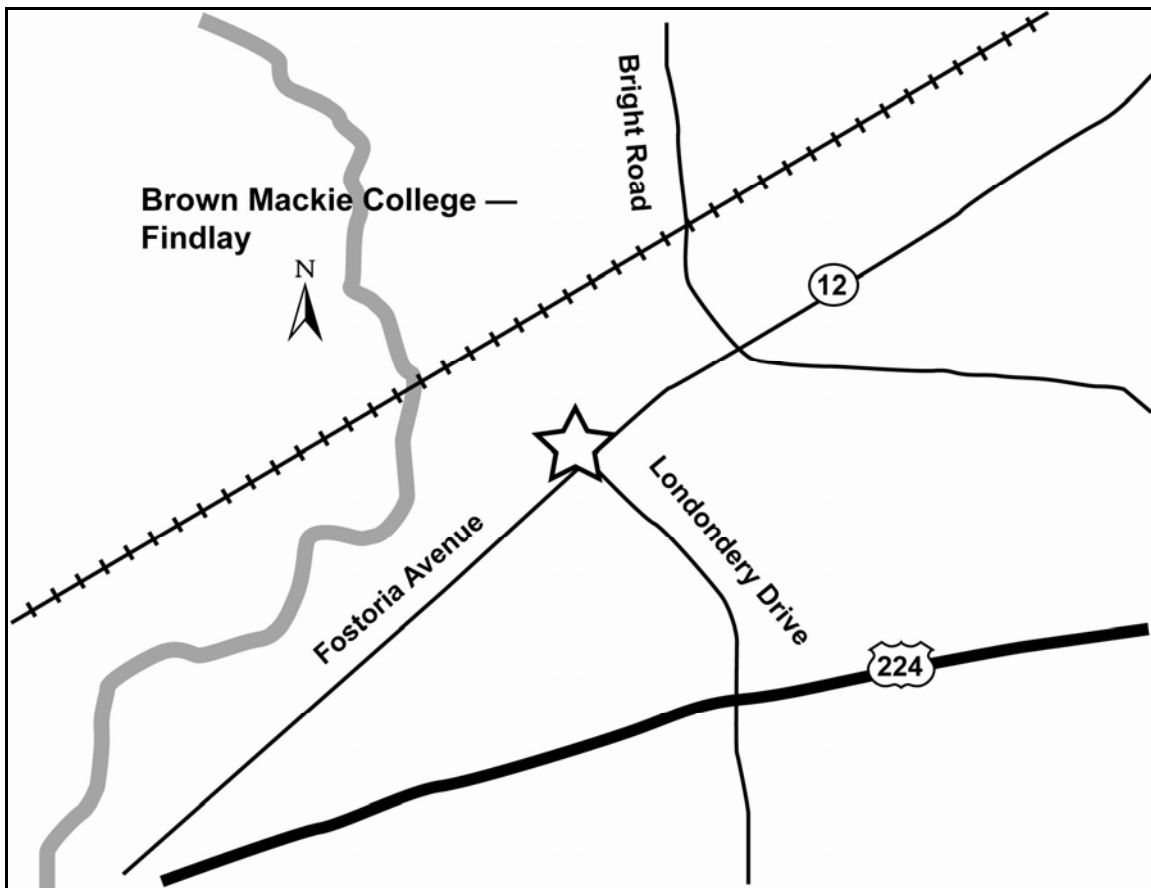 Brown Mackie College —
Findlay
N
Bright Road
12
Fostoria Avenue
Londondery Drive
224